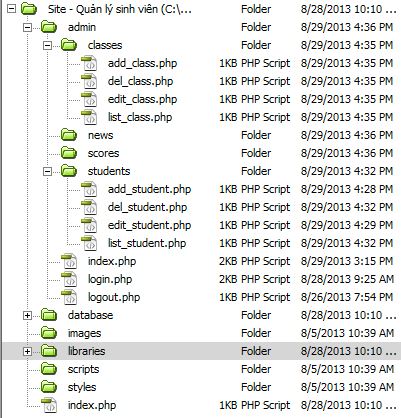 Site - Quản lý sinh viên (C:\... Folder 8/28/2013 10:10 ...
admin Folder 8/29/2013 4:36 PM
classes Folder 8/29/2013 4:35 PM
add_class.php 1KB PHP Script 8/29/2013 4:35 PM
del_class.php 1KB PHP Script 8/29/2013 4:35 PM
edit_class.php 1KB PHP Script 8/29/2013 4:35 PM
list_class.php 1KB PHP Script 8/29/2013 4:35 PM
news Folder 8/29/2013 4:36 PM
scores Folder 8/29/2013 4:36 PM
students Folder 8/29/2013 4:32 PM
add_student.php 1KB PHP Script 8/29/2013 4:28 PM
del_student.php 1KB PHP Script 8/29/2013 4:32 PM
edit_student.php 1KB PHP Script 8/29/2013 4:29 PM
list_student.php 1KB PHP Script 8/29/2013 4:32 PM
index.php 2KB PHP Script 8/29/2013 3:15 PM
login.php 2KB PHP Script 8/28/2013 9:25 AM
logout.php 1KB PHP Script 8/26/2013 7:54 PM
database Folder 8/28/2013 10:10 ...
images Folder 8/5/2013 10:39 AM
libraries Folder 8/28/2013 10:10 ...
scripts Folder 8/5/2013 10:39 AM
styles Folder 8/5/2013 10:39 AM
index.php 1KB PHP Script 8/28/2013 10:10 ...